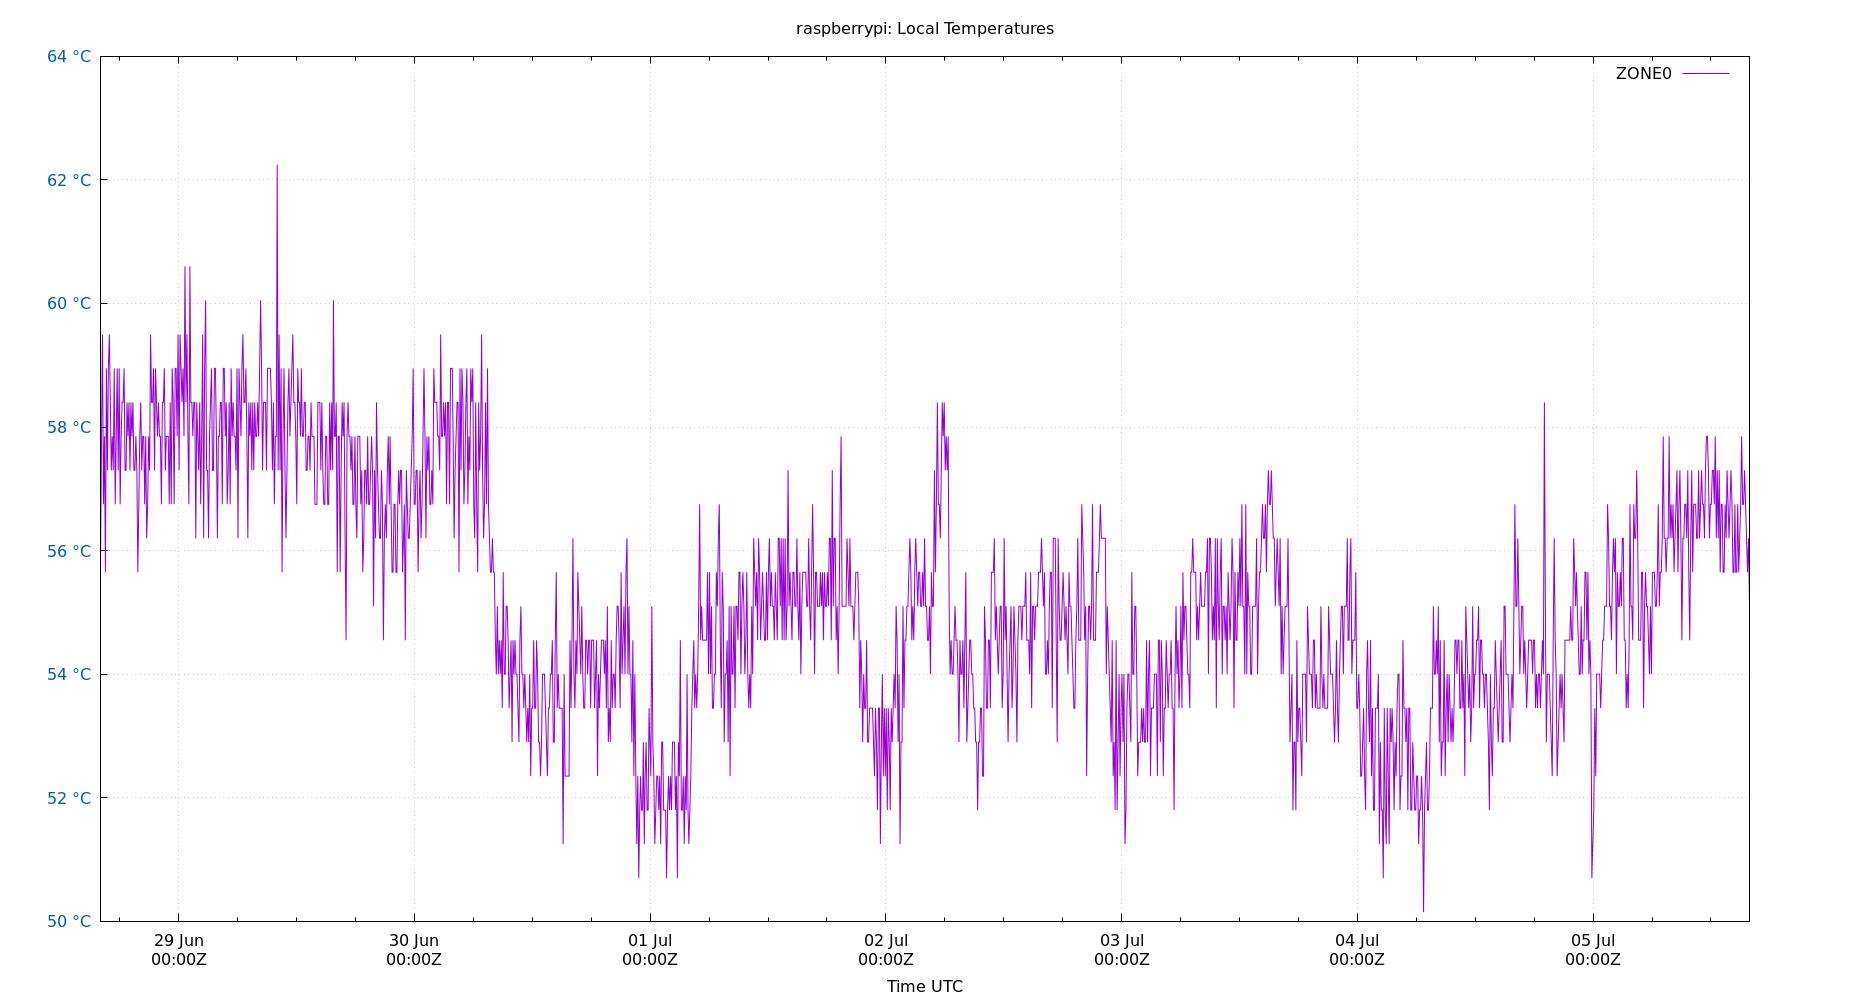 raspberrypi: Local Temperatures
64 °C
ZONE0
62 °C
60 °C
58 °C
56 °C
54 °C
52 °C
50 °C
29 Jun 30 Jun 01 Jul 02 Jul 03 Jul 04 Jul 05 Jul
00:00Z 00:00Z 00:00Z 00:00Z 00:00Z 00:00Z 00:00Z
Time UTC